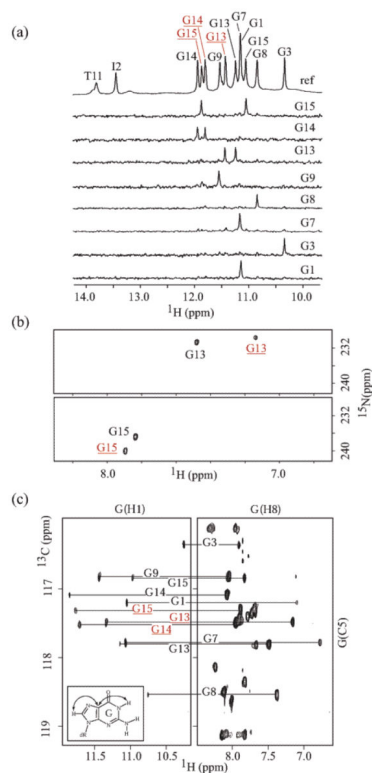 (a)
G7
G14
G13
G1
G15
G13
G15
G14
G9
G8
G3
T11
I2
ref
G15
G14
G13
G9
G8
G7
G3
G1
14.0 13.0 12.0 11.0 10.0
1H (ppm)
(b)
G13
G13
232
240
G15
G15
232
240
15N(ppm)
8.0 7.0
1H (ppm)
(c)
G(H1) G(H8)
13C (ppm)
G3
G9
G15
117
G14
G1
G15
G13
G14
G7
G13
118
G8
119
G(C5)
O
N
N
H
H
G
N
N
N
H
dR
H
11.5 11.0 10.5 8.0 7.0
1H (ppm)